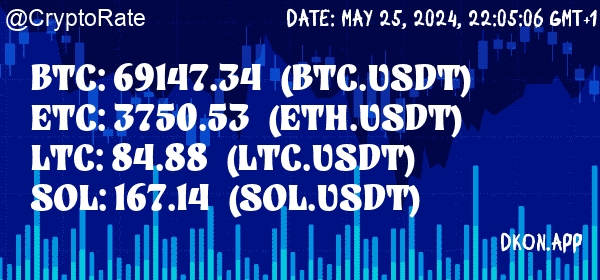 @CryptoRate
DATE: MAY 25, 2024, 22:05:06 GMT+1
BTC: 69147.34 (BTC.USDT)
ETC: 3750.53 (ETH.USDT)
LTC: 84.88 (LTC.USDT)
SOL: 167.14 (SOL.USDT)
DKON.APP